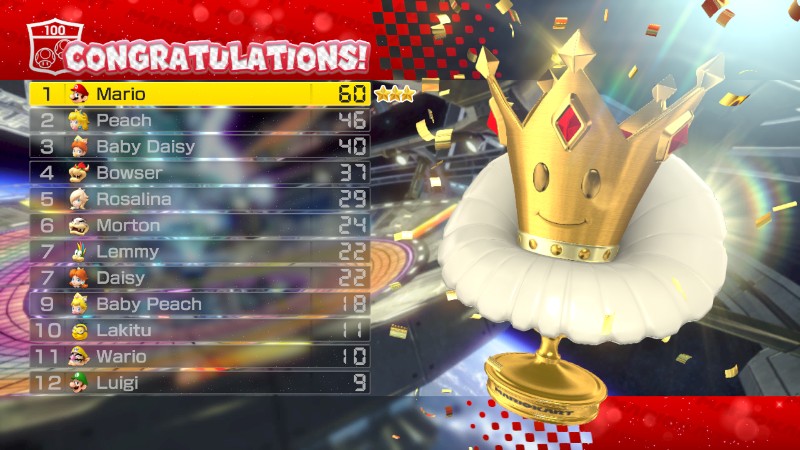 100
CONGRATULATIONS!
1 Mario 60
2 Peach 46
3 Baby Daisy 40
4 Bowser 37
5 Rosalina 29
6 Morton 24
7 Lemmy 22
7 Daisy 22
9 Baby Peach 18
10 Lakitu 11
11 Wario 10
12 Luigi 9
MARIOKART